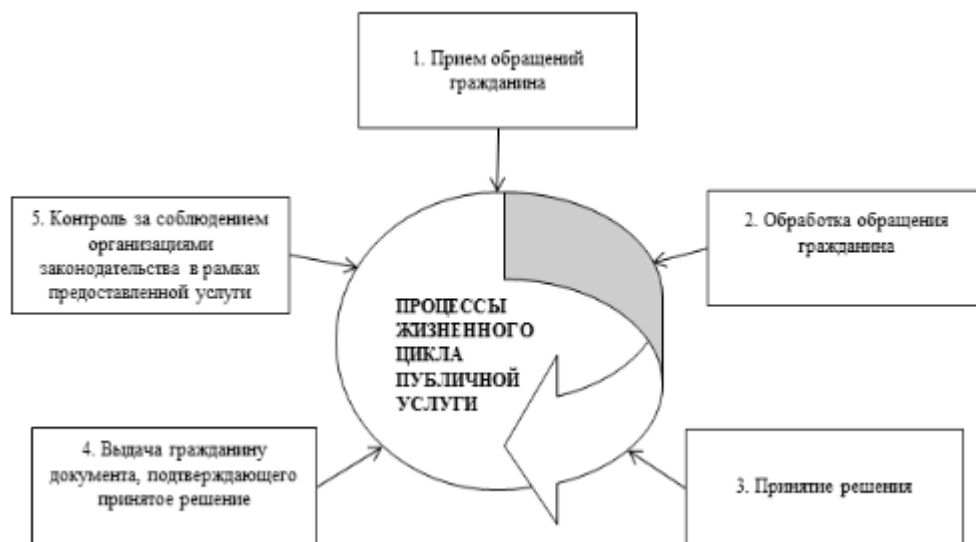 1. Прием обращений
гражданина
2. Обработка обращения
гражданина
3. Принятие решения
4. Выдача гражданину
документа, подтверждающего
принятое решение
5. Контроль за соблюдением
организациями
законодательства в рамках
предоставленной услуги
ПРОЦЕССЫ
ЖИЗНЕННОГО
ЦИКЛА
ПУБЛИЧНОЙ
УСЛУГИ